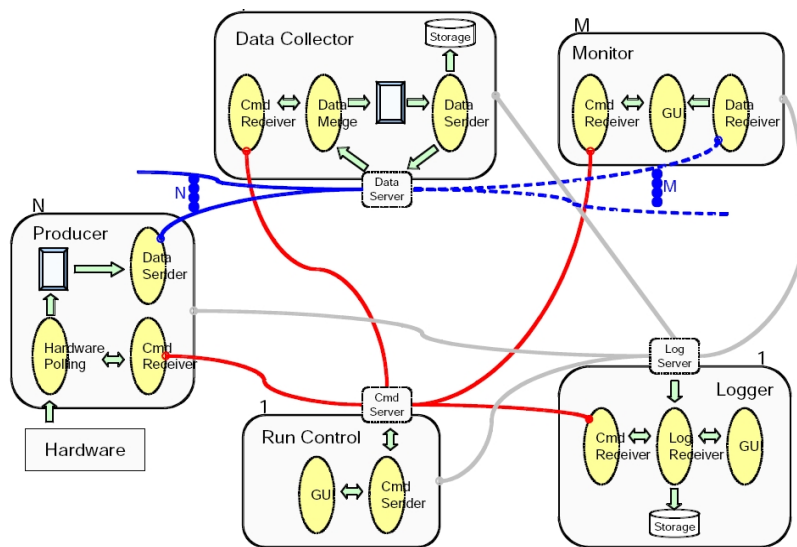 M
Data Collector
Storage
Monitor
Cmd
Receiver
Data
Merge
Data
Sender
Cmd
Receiver
GUI
Data
Receiver
Data
Server
N
M
N
Producer
Data
Sender
Hardware
Polling
Cmd
Receiver
Hardware
Log
Server
1
Cmd
Server
1
Run Control
GUI
Cmd
Sender
Logger
Cmd
Receiver
Log
Receiver
GUI
Storage